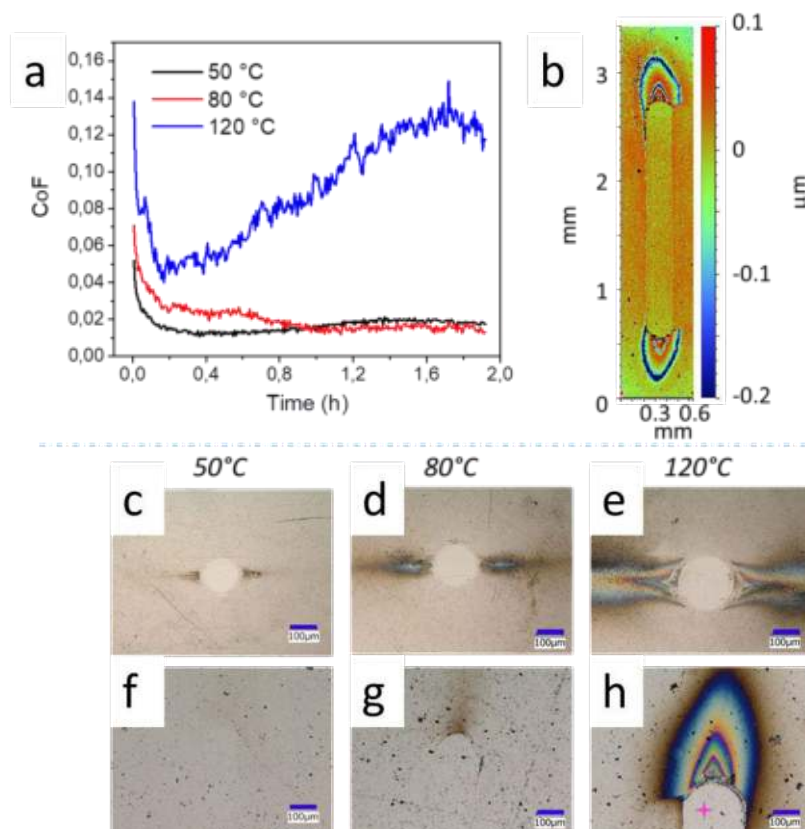 a
0,16
0,14
0,12
0,10
0,08
0,06
0,04
0,02
0,00
CoF
50 °C
80 °C
120 °C
0,0 0,4 0,8 1,2 1,6 2,0
Time (h)
b
3
2
1
0
mm
0.3 0.6
mm
0.1
0
-0.1
-0.2
µm
50°C 80°C 120°C
c d e
100µm 100µm 100µm
f g h
100µm 100µm 100µm